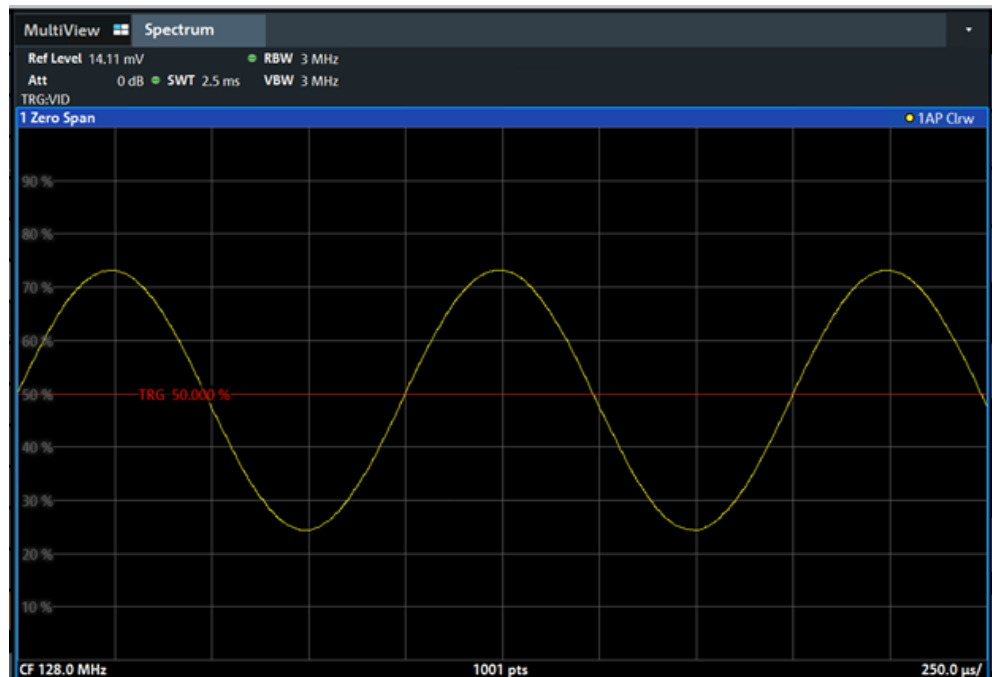 MultiView Spectrum
Ref Level 14.11 mV RBW 3 MHz
Att 0 dB SWT 2.5 ms VBW 3 MHz
TRG:VID
1 Zero Span 1AP Clrw
90 %
80 %
70 %
60 %
50 % TRG 50.000 %
40 %
30 %
20 %
10 %
CF 128.0 MHz 1001 pts 250.0 µs/